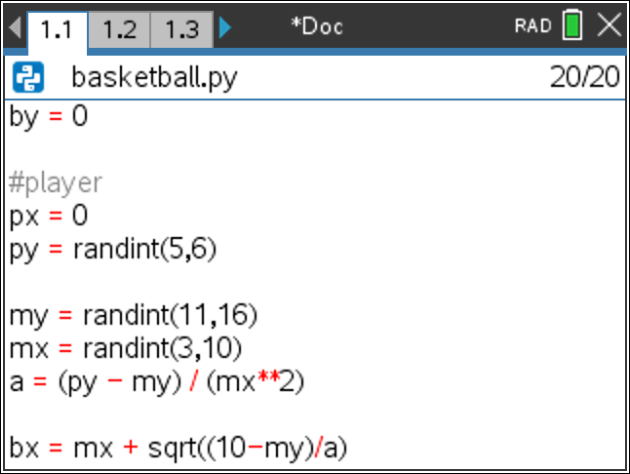 1.1 1.2 1.3 *Doc RAD
basketball.py 20/20
by = 0
#player
px = 0
py = randint(5,6)
my = randint(11,16)
mx = randint(3,10)
a = (py − my) / (mx**2)
bx = mx + sqrt((10−my)/a)